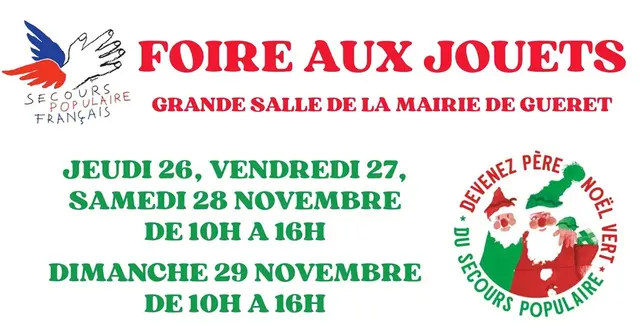 FOIRE AUX JOUETS
GRANDE SALLE DE LA MAIRIE DE GUERET
SECOURS
POPULAIRE
FRANÇAIS
JEUDI 26, VENDREDI 27,
SAMEDI 28 NOVEMBRE
DE 10H A 16H
DIMANCHE 29 NOVEMBRE
DE 10H A 16H
DEVENEZ PÈRE NOËL VERT
DU SECOURS POPULAIRE